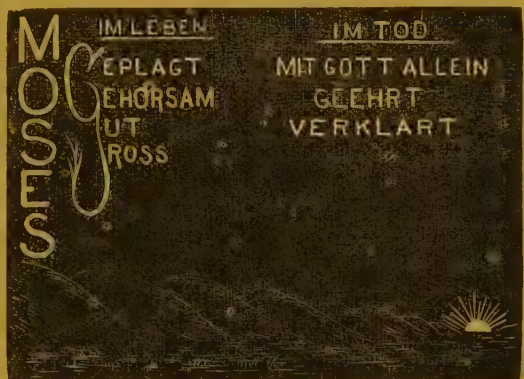 MOSES
IM LEBEN
GEPLAGT
GEHORSAM
GUT
GROSS
IM TOD
MIT GOTT ALLEIN
GEEHRT
VERKLART